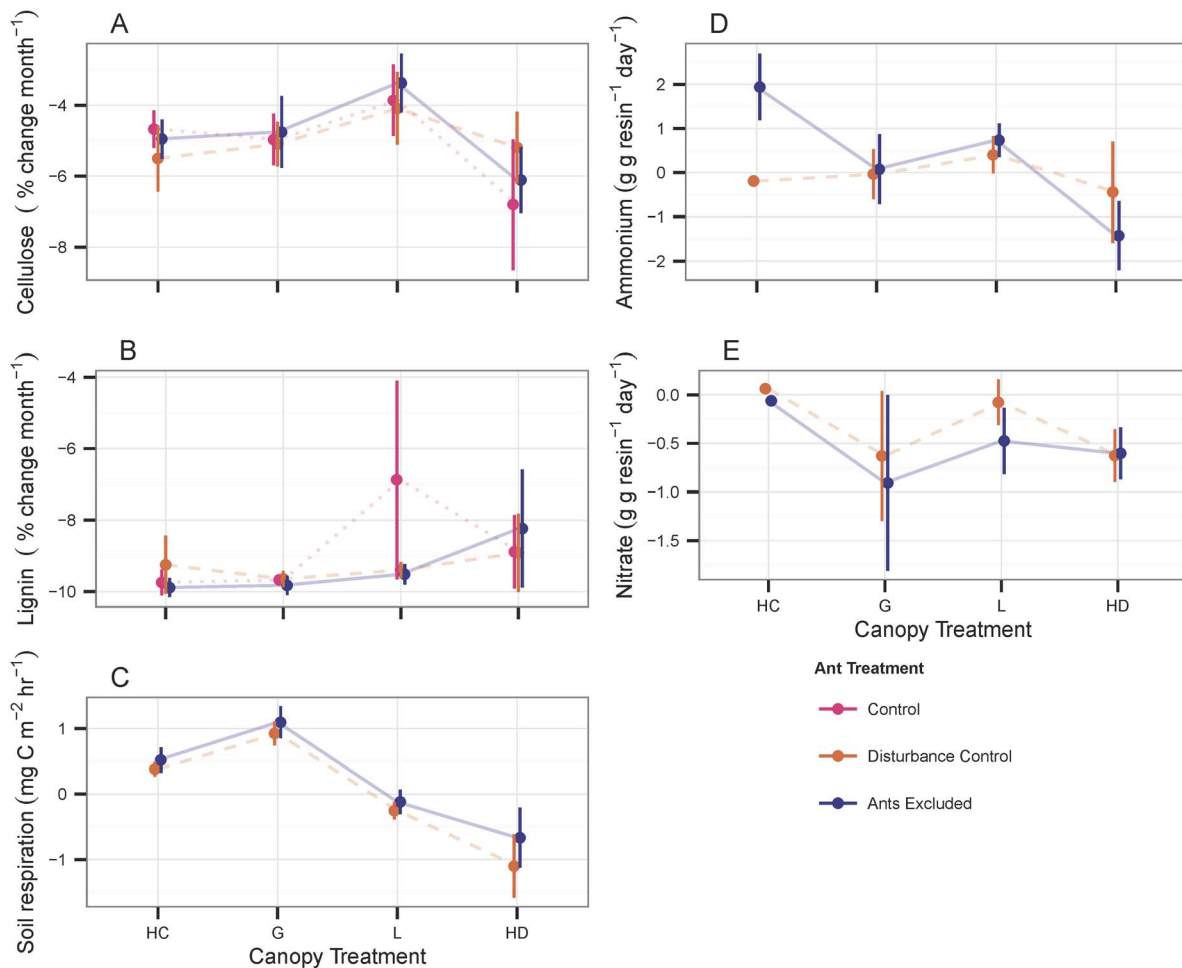 A
Cellulose ( % change month−1)
−4
−6
−8
B
Lignin ( % change month−1)
−4
−6
−8
−10
C
Soil respiration (mg C m−2 hr−1)
1
0
−1
HC G L HD
Canopy Treatment
D
Ammonium (g g resin−1 day−1)
2
1
0
−1
−2
E
Nitrate (g g resin−1 day−1)
0.0
−0.5
−1.0
−1.5
HC G L HD
Canopy Treatment
Ant Treatment
Control
Disturbance Control
Ants Excluded